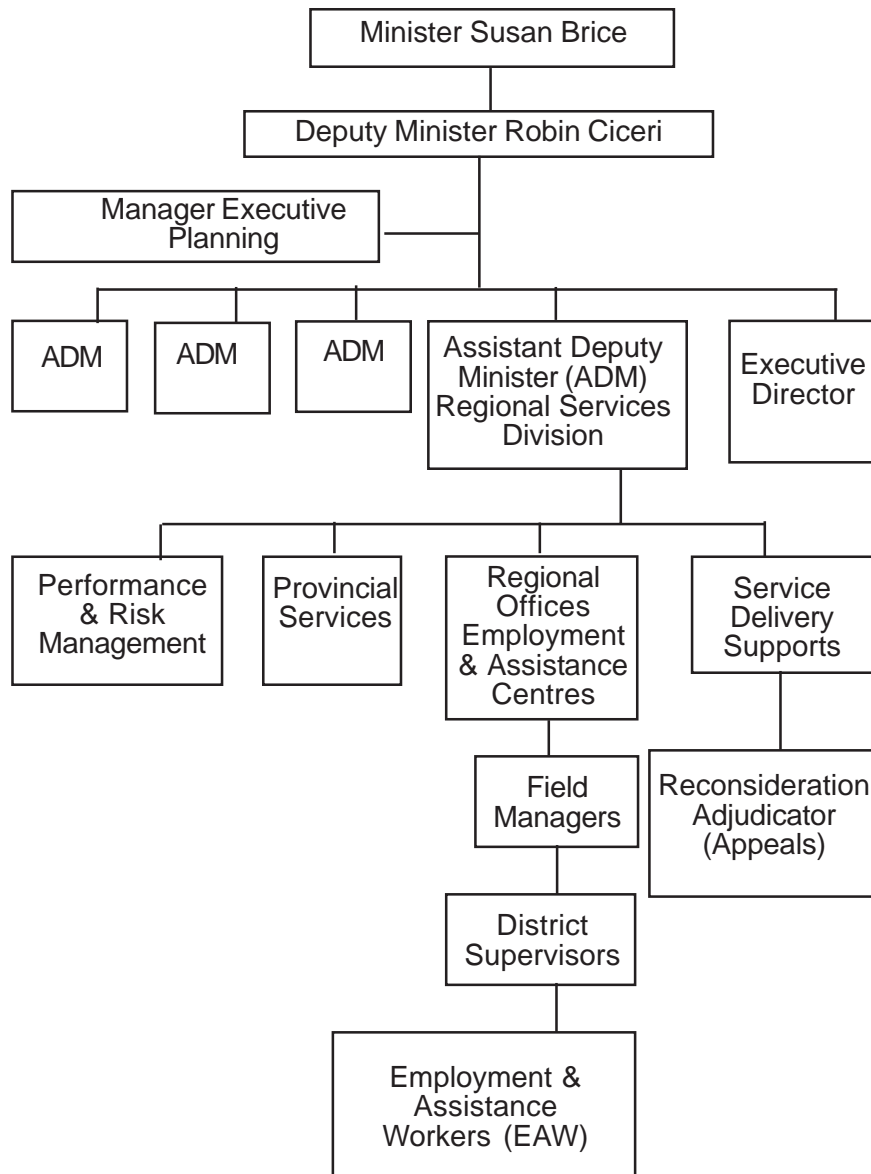 Minister Susan Brice
Deputy Minister Robin Ciceri
Manager Executive
Planning
ADM
ADM
ADM
Assistant Deputy
Minister (ADM)
Regional Services
Division
Executive
Director
Performance
& Risk
Management
Provincial
Services
Regional
Offices
Employment
& Assistance
Centres
Service
Delivery
Supports
Field
Managers
Reconsideration
Adjudicator
(Appeals)
District
Supervisors
Employment &
Assistance
Workers (EAW)